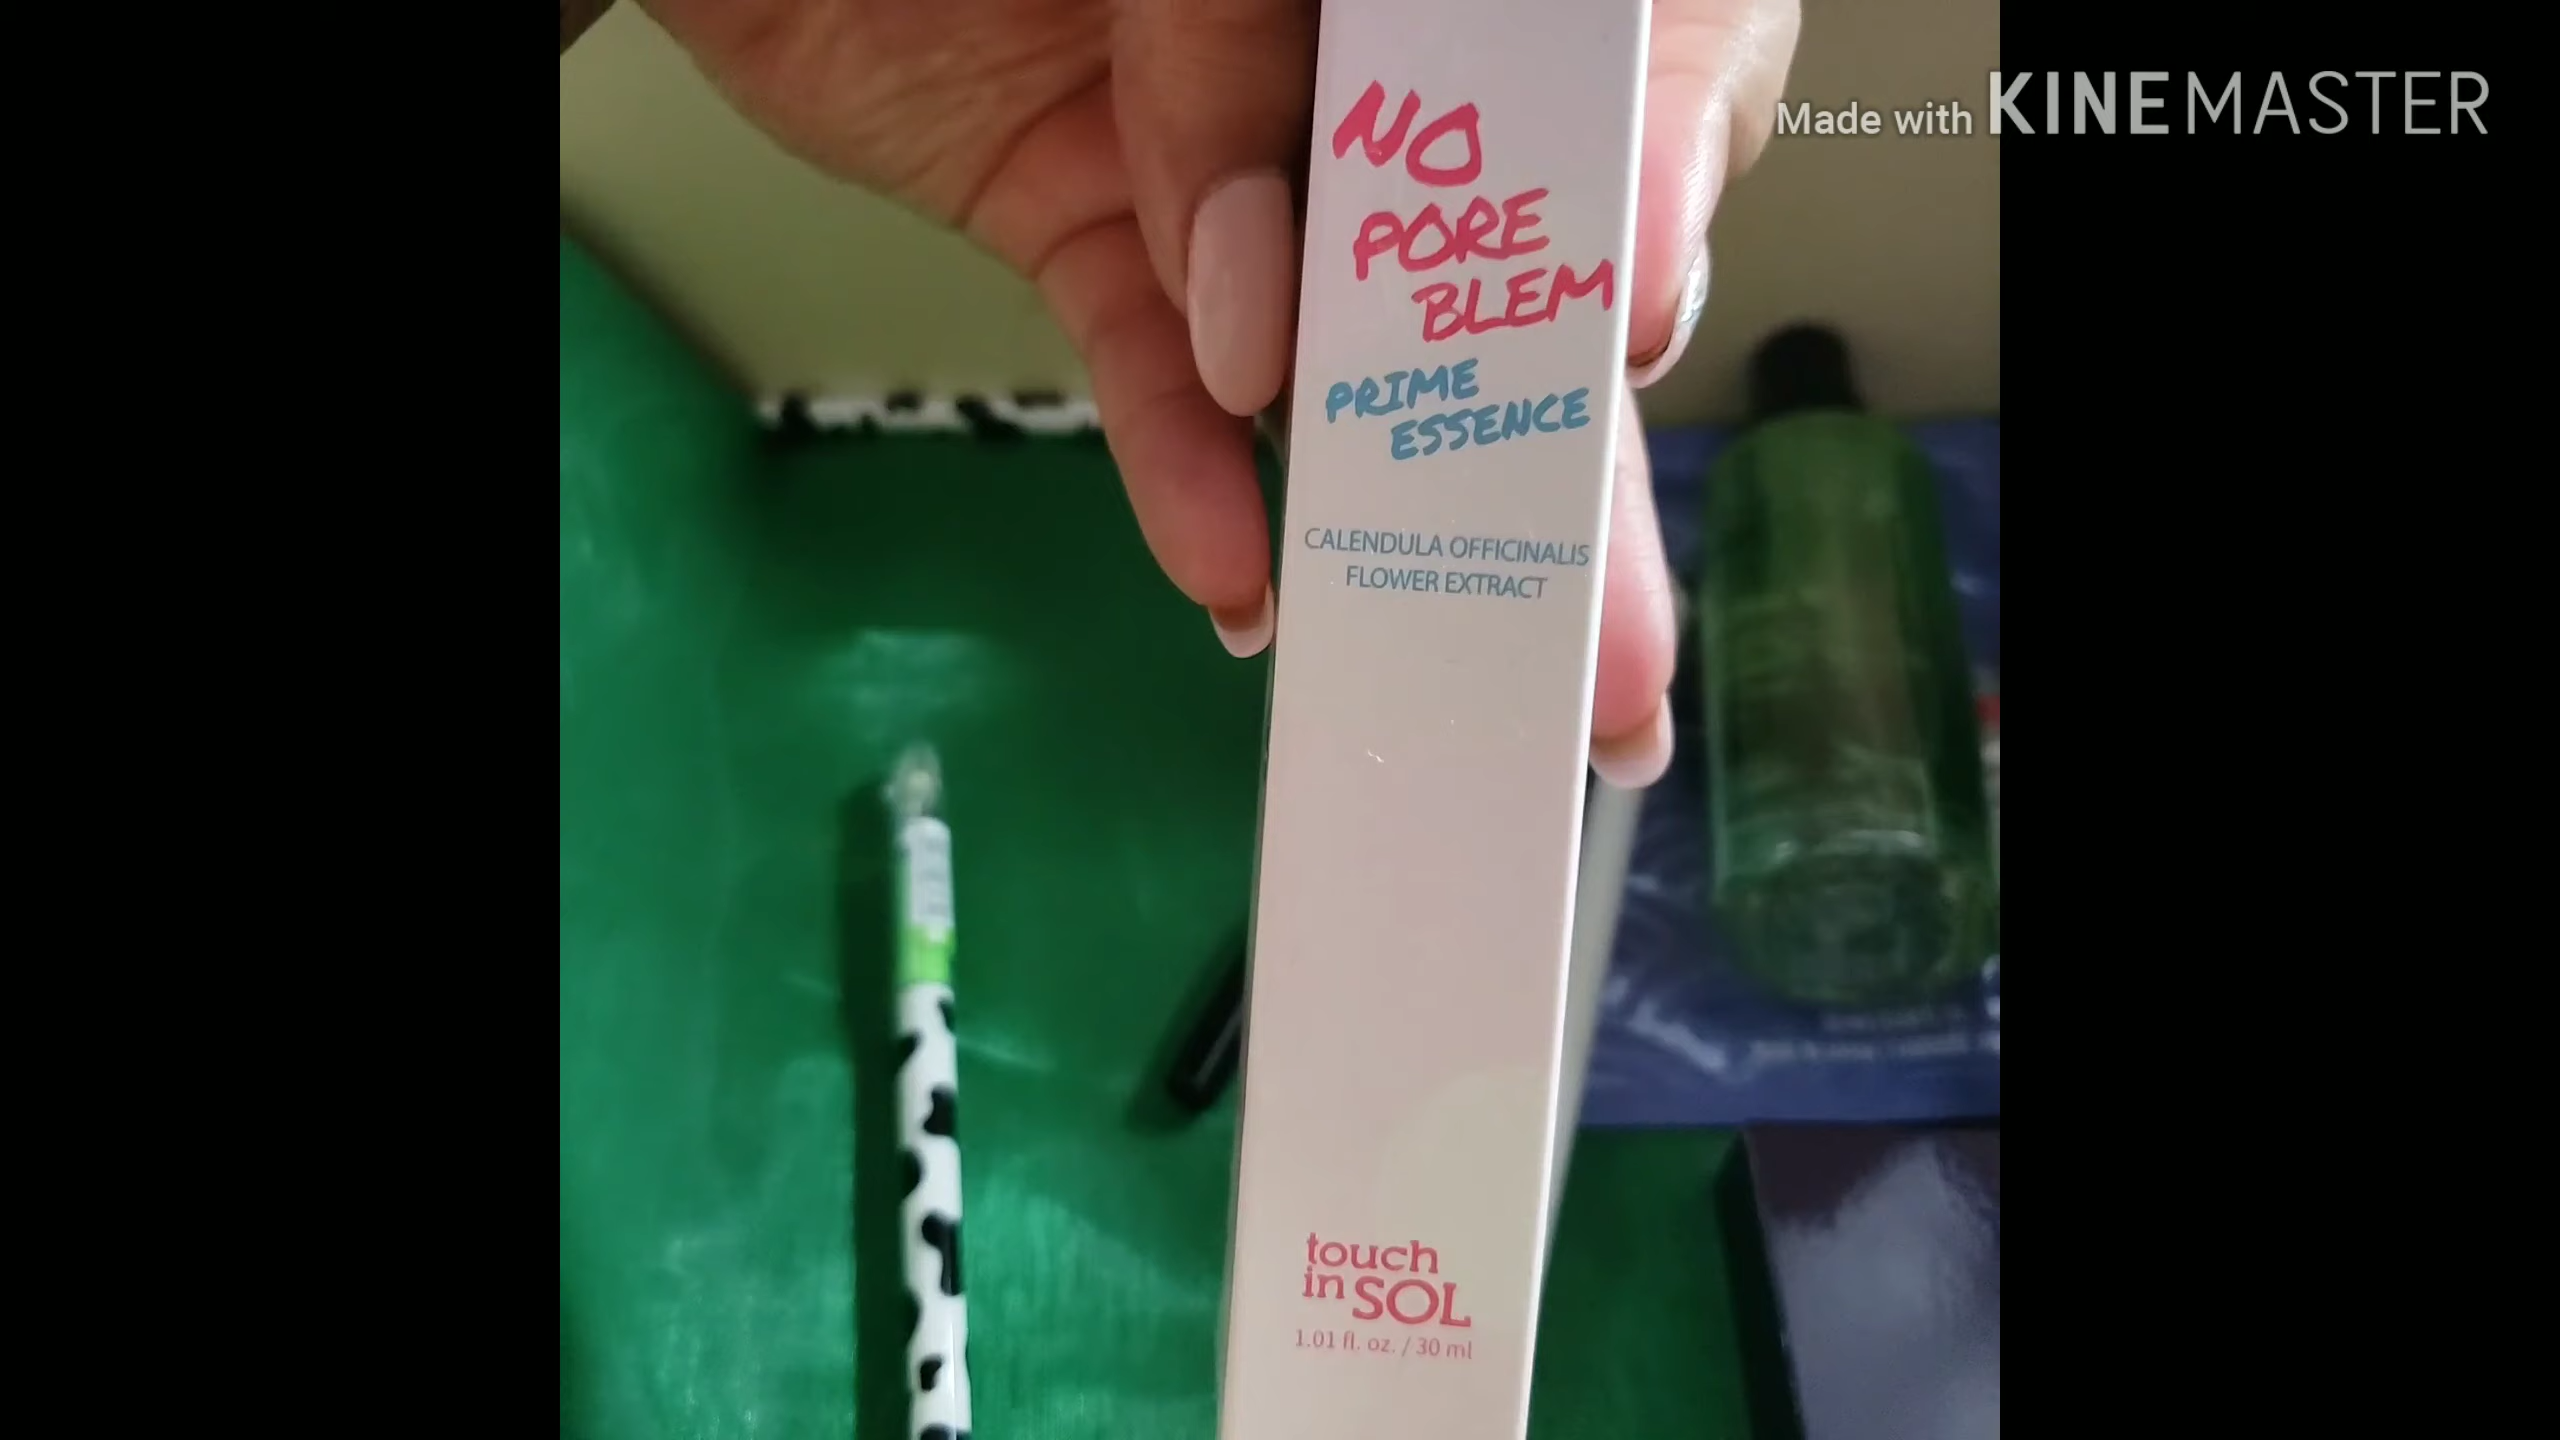 Made with KINEMASTER
NO
PORE
BLEM
PRIME
ESSENCE
CALENDULA OFFICINALIS
FLOWER EXTRACT
touch
in SOL
1.01 fl. oz. / 30 ml